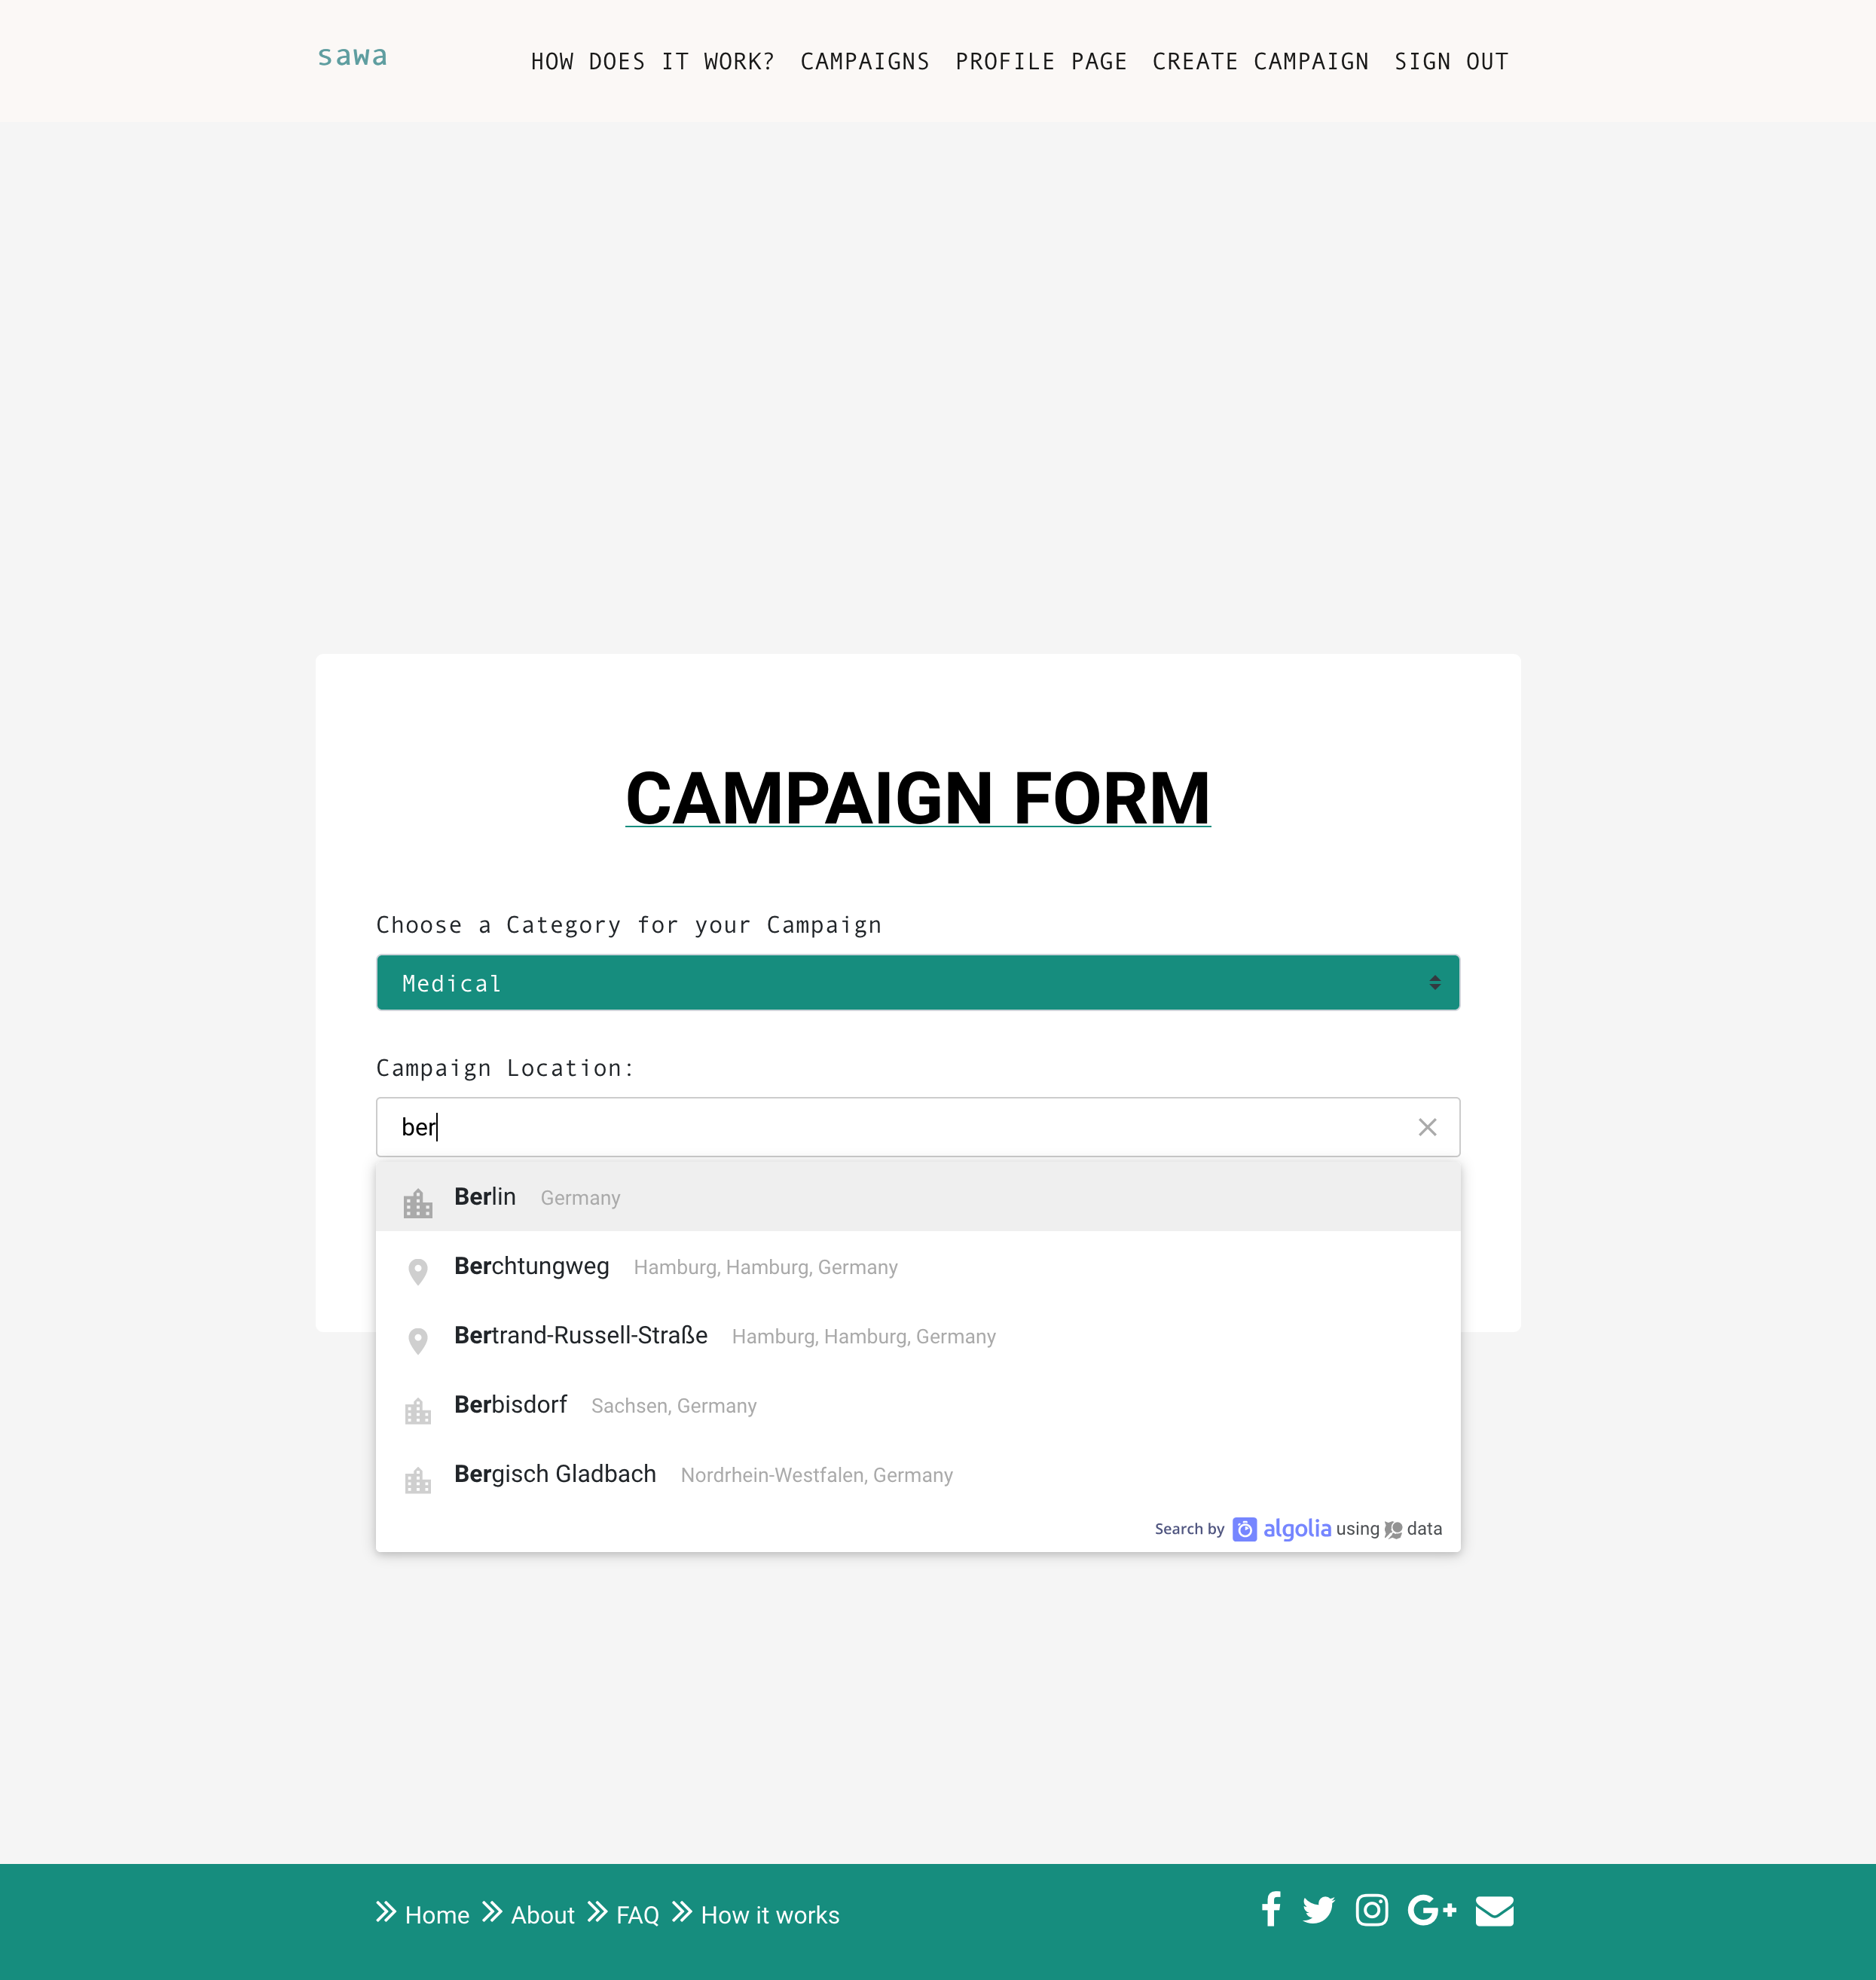 sawa
HOW DOES IT WORK? CAMPAIGNS PROFILE PAGE CREATE CAMPAIGN SIGN OUT
CAMPAIGN FORM
Choose a Category for your Campaign
Medical
Campaign Location:
ber
Berlin Germany
Berchtungweg Hamburg, Hamburg, Germany
Bertrand-Russell-Straße Hamburg, Hamburg, Germany
Berbisdorf Sachsen, Germany
Bergisch Gladbach Nordrhein-Westfalen, Germany
Search by algolia using data
Home About FAQ How it works